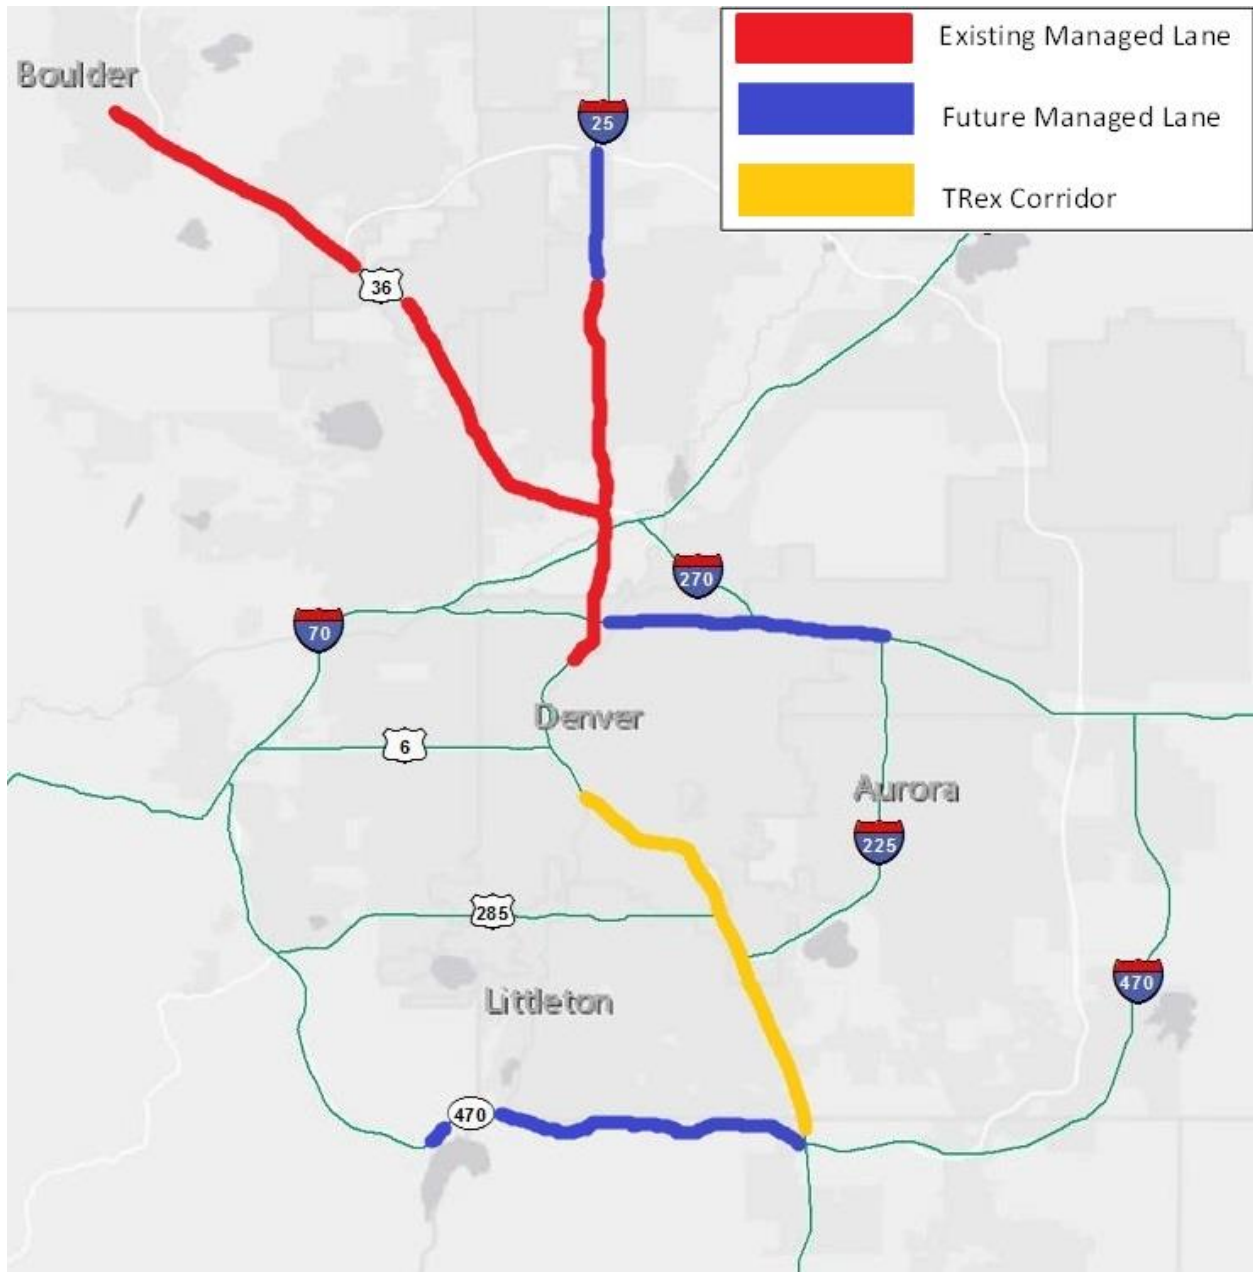 Existing Managed Lane
Boulder
25
Future Managed Lane
TRex Corridor
36
270
70
Denver
6
Aurora
225
285
470
Littleton
470